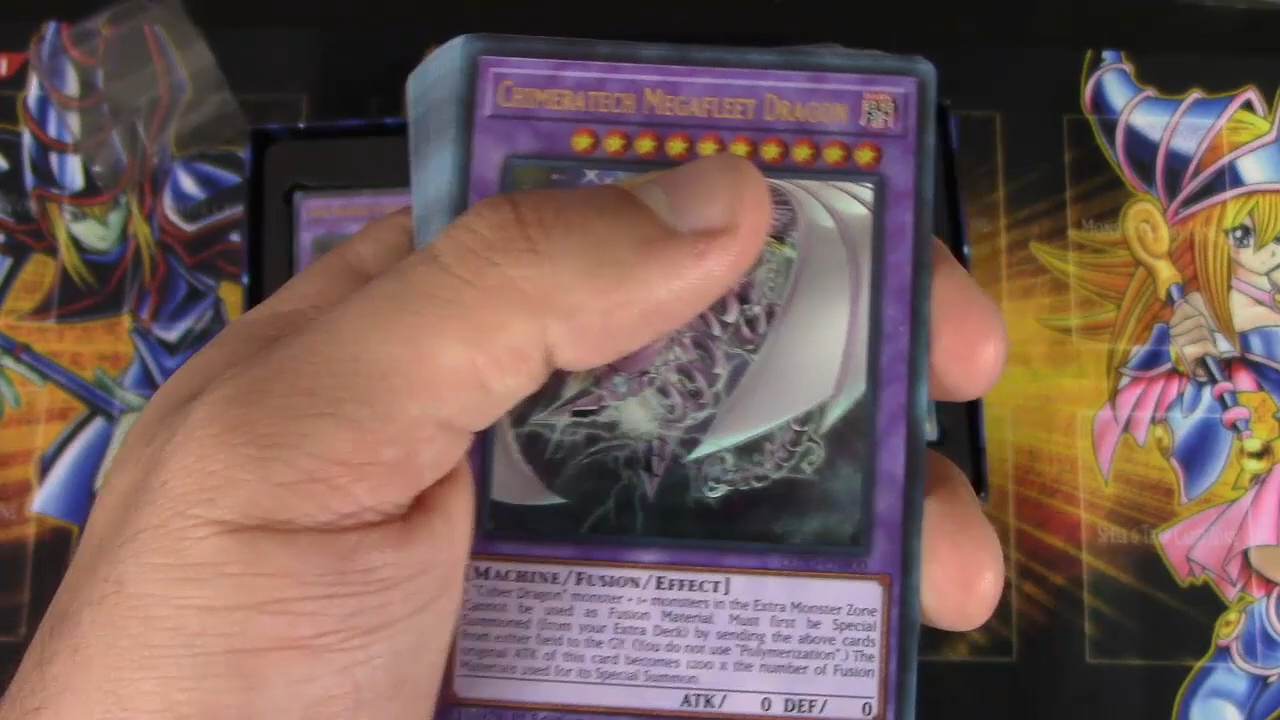 CHIMERATECH MEGAFLEET DRAGON
[MACHINE/FUSION/EFFECT]
1 "Cyber Dragon" monster + 1+ monsters in the Extra Monster Zone
Cannot be used as Fusion Material. Must first be Special
Summoned (from your Extra Deck) by sending the above cards
from either field to the GY. (You do not use "Polymerization".) The
original ATK of this card becomes 1200 x the number of Fusion
Materials used for its Special Summon.
ATK/ 0 DEF/ 0